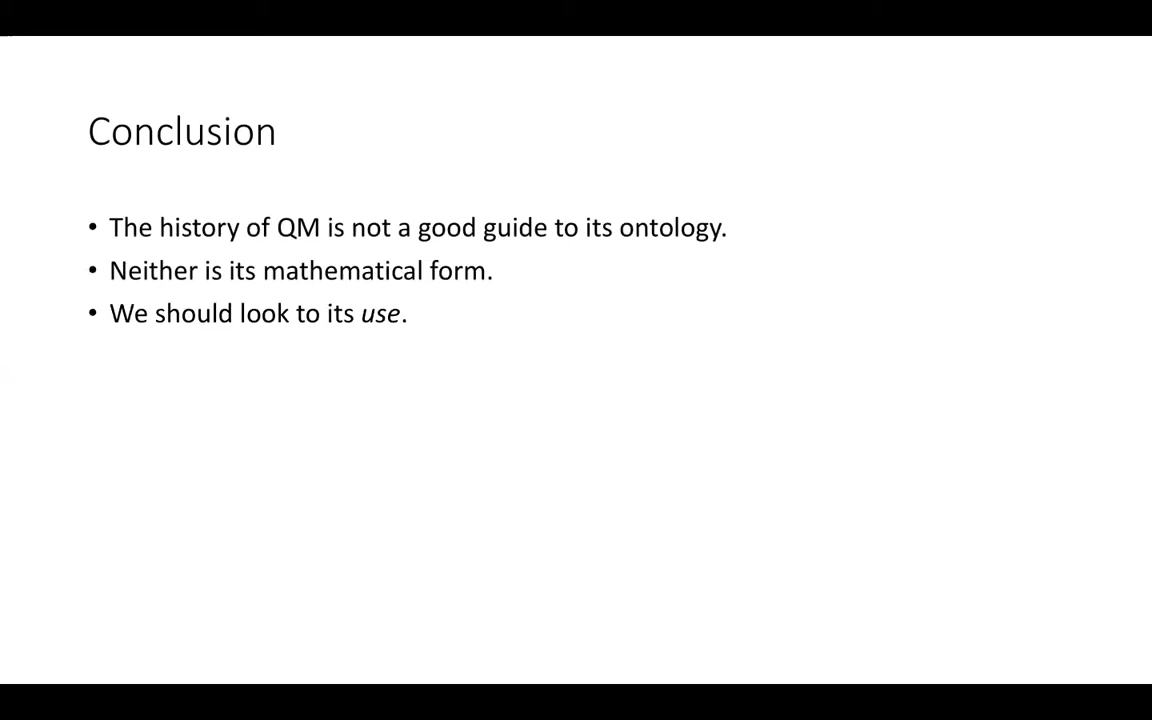 Conclusion
• The history of QM is not a good guide to its ontology.
• Neither is its mathematical form.
• We should look to its use.